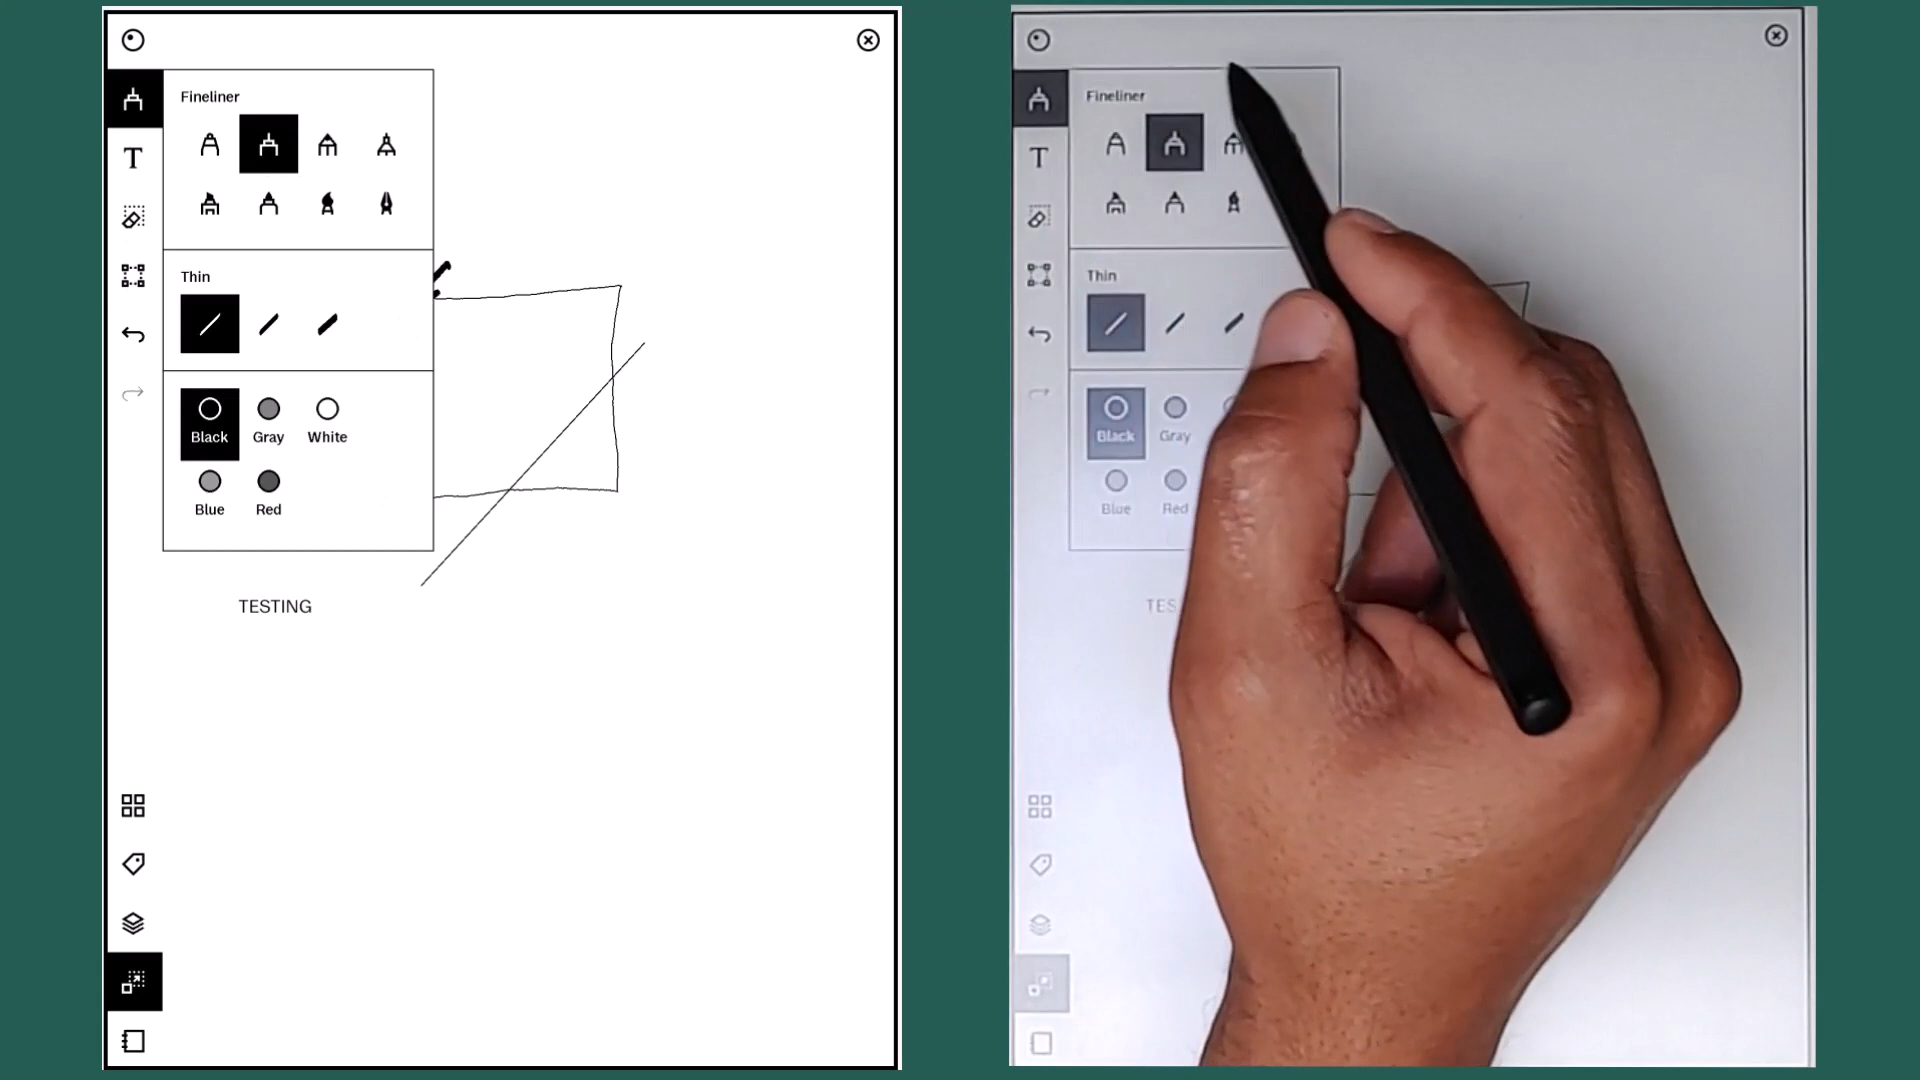 Fineliner
T
Thin
Black Gray White
Blue Red
TESTING
Fineliner
T
Thin
Black Gray
Blue Red
TES